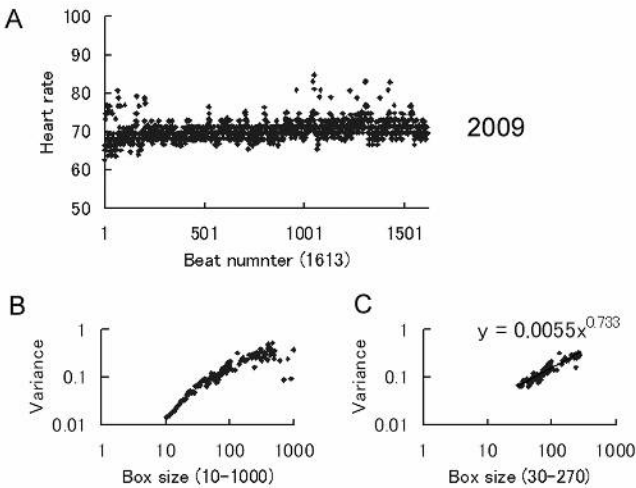 A
100
90
80
70
60
50
Heart rate
1
501
1001
1501
Beat numnter (1613)
2009
B
1
0.1
0.01
Variance
1
10
100
1000
Box size (10-1000)
C
y = 0.0055x^0.733
1
0.1
0.01
Variance
1
10
100
1000
Box size (30-270)